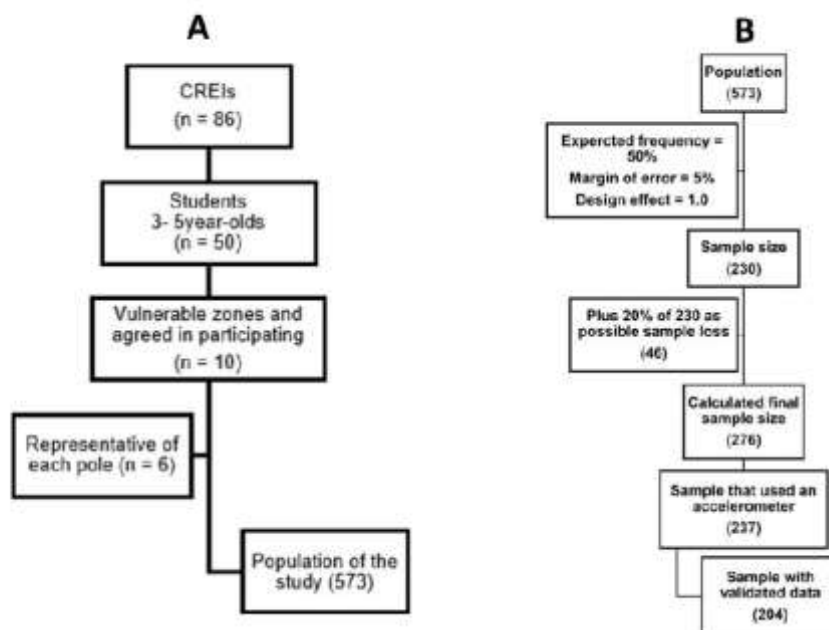 A
CREIs
(n = 86)
Students
3- 5year-olds
(n = 50)
Vulnerable zones and
agreed in participating
(n = 10)
Representative of
each pole (n = 6)
Population of the
study (573)
B
Population
(573)
Expercted frequency =
50%
Margin of error = 5%
Design effect = 1.0
Sample size
(230)
Plus 20% of 230 as
possible sample loss
(46)
Calculated final
sample size
(276)
Sample that used an
accelerometer
(237)
Sample with
validated data
(204)